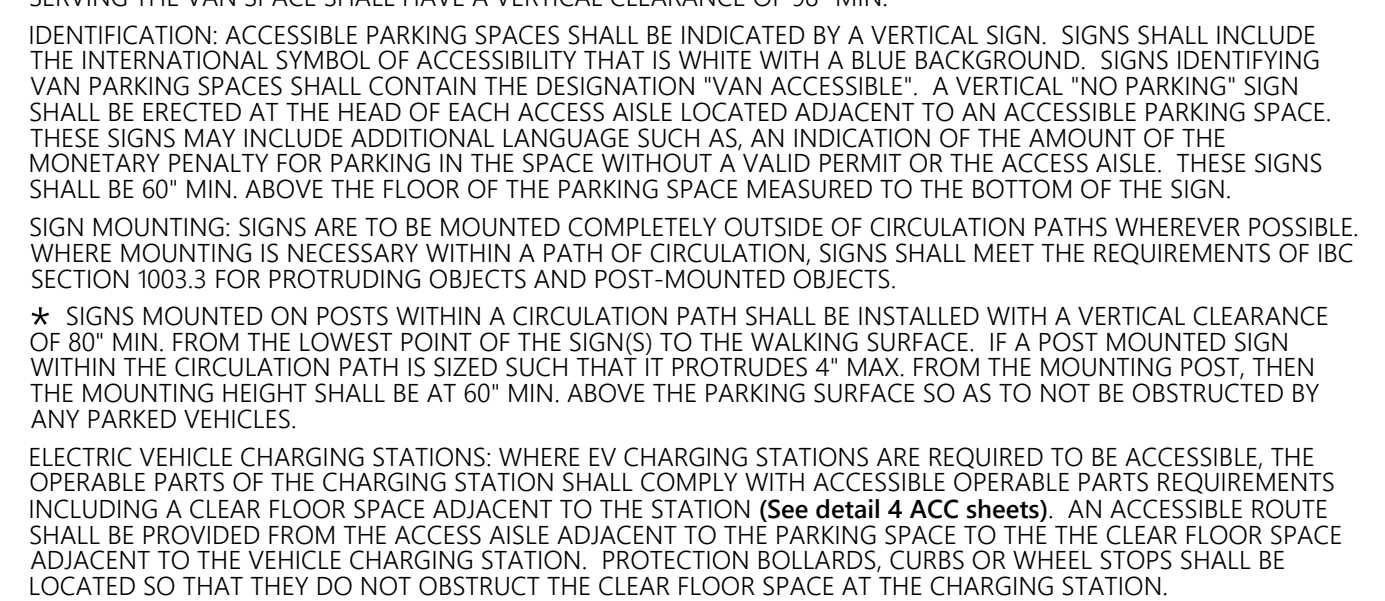 SERVING THE VAN SPACE SHALL HAVE A VERTICAL CLEARANCE OF 98" MIN.
IDENTIFICATION: ACCESSIBLE PARKING SPACES SHALL BE INDICATED BY A VERTICAL SIGN. SIGNS SHALL INCLUDE
THE INTERNATIONAL SYMBOL OF ACCESSIBILITY THAT IS WHITE WITH A BLUE BACKGROUND. SIGNS IDENTIFYING
VAN PARKING SPACES SHALL CONTAIN THE DESIGNATION "VAN ACCESSIBLE". A VERTICAL "NO PARKING" SIGN
SHALL BE ERECTED AT THE HEAD OF EACH ACCESS AISLE LOCATED ADJACENT TO AN ACCESSIBLE PARKING SPACE.
THESE SIGNS MAY INCLUDE ADDITIONAL LANGUAGE SUCH AS, AN INDICATION OF THE AMOUNT OF THE
MONETARY PENALTY FOR PARKING IN THE SPACE WITHOUT A VALID PERMIT OR THE ACCESS AISLE. THESE SIGNS
SHALL BE 60" MIN. ABOVE THE FLOOR OF THE PARKING SPACE MEASURED TO THE BOTTOM OF THE SIGN.
SIGN MOUNTING: SIGNS ARE TO BE MOUNTED COMPLETELY OUTSIDE OF CIRCULATION PATHS WHEREVER POSSIBLE.
WHERE MOUNTING IS NECESSARY WITHIN A PATH OF CIRCULATION, SIGNS SHALL MEET THE REQUIREMENTS OF IBC
SECTION 1003.3 FOR PROTRUDING OBJECTS AND POST-MOUNTED OBJECTS.
* SIGNS MOUNTED ON POSTS WITHIN A CIRCULATION PATH SHALL BE INSTALLED WITH A VERTICAL CLEARANCE
OF 80" MIN. FROM THE LOWEST POINT OF THE SIGN(S) TO THE WALKING SURFACE. IF A POST MOUNTED SIGN
WITHIN THE CIRCULATION PATH IS SIZED SUCH THAT IT PROTRUDES 4" MAX. FROM THE MOUNTING POST, THEN
THE MOUNTING HEIGHT SHALL BE AT 60" MIN. ABOVE THE PARKING SURFACE SO AS TO NOT BE OBSTRUCTED BY
ANY PARKED VEHICLES.
ELECTRIC VEHICLE CHARGING STATIONS: WHERE EV CHARGING STATIONS ARE REQUIRED TO BE ACCESSIBLE, THE
OPERABLE PARTS OF THE CHARGING STATION SHALL COMPLY WITH ACCESSIBLE OPERABLE PARTS REQUIREMENTS
INCLUDING A CLEAR FLOOR SPACE ADJACENT TO THE STATION (See detail 4 ACC sheets). AN ACCESSIBLE ROUTE
SHALL BE PROVIDED FROM THE ACCESS AISLE ADJACENT TO THE PARKING SPACE TO THE THE CLEAR FLOOR SPACE
ADJACENT TO THE VEHICLE CHARGING STATION. PROTECTION BOLLARDS, CURBS OR WHEEL STOPS SHALL BE
LOCATED SO THAT THEY DO NOT OBSTRUCT THE CLEAR FLOOR SPACE AT THE CHARGING STATION.